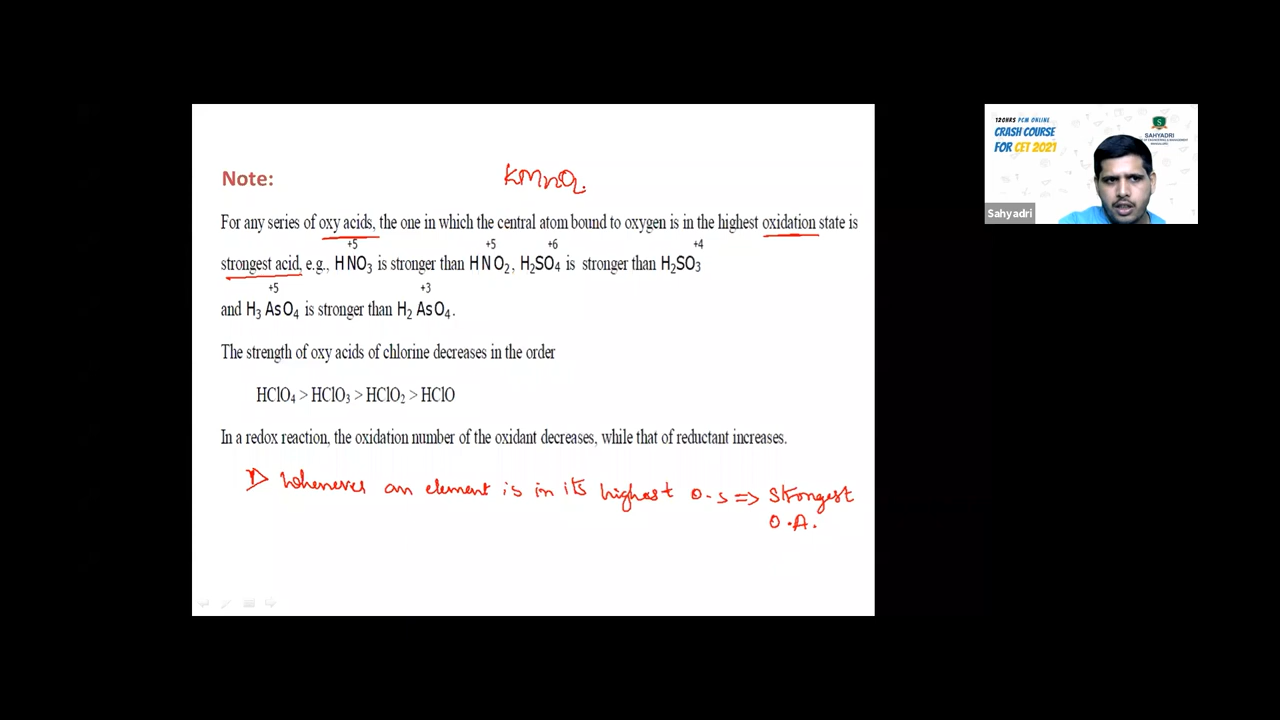 Note:
KMnO
For any series of oxy acids, the one in which the central atom bound to oxygen is in the highest oxidation state is
+5 +5 +6 +4
strongest acid, e.g., HNO₃ is stronger than HNO₂, H₂SO₄ is stronger than H₂SO₃
+5 +3
and H₃AsO₄ is stronger than H₂AsO₄.
The strength of oxy acids of chlorine decreases in the order
HClO₄ > HClO₃ > HClO₂ > HClO
In a redox reaction, the oxidation number of the oxidant decreases, while that of reductant increases.
1> Whenever an element is in its highest O.S => Strongest
O.A.
120HRS PCM ONLINE
CRASH COURSE
FOR CET 2021
SAHYADRI
Sahyadri